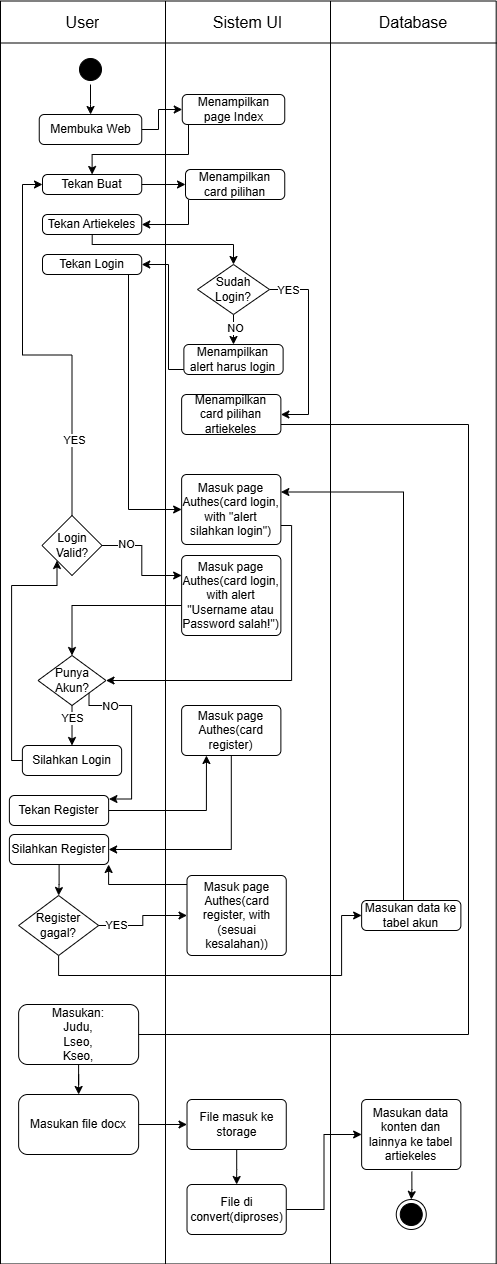 User
Sistem UI
Database
Membuka Web
Menampilkan
page Index
Tekan Buat
Menampilkan
card pilihan
Tekan Artiekeles
Tekan Login
Sudah
Login?
YES
NO
Menampilkan
alert harus login
Menampilkan
card pilihan
artiekeles
YES
Masuk page
Authes(card login,
with "alert
silahkan login")
Login
Valid?
NO
Masuk page
Authes(card login,
with alert
"Username atau
Password salah!")
Punya
Akun?
NO
YES
Silahkan Login
Masuk page
Authes(card
register)
Tekan Register
Silahkan Register
Masuk page
Authes(card
register, with
(sesuai
kesalahan))
Register
gagal?
YES
Masukan data ke
tabel akun
Masukan:
Judu,
Lseo,
Kseo,
Masukan file docx
File masuk ke
storage
Masukan data
konten dan
lainnya ke tabel
artiekeles
File di
convert(diproses)